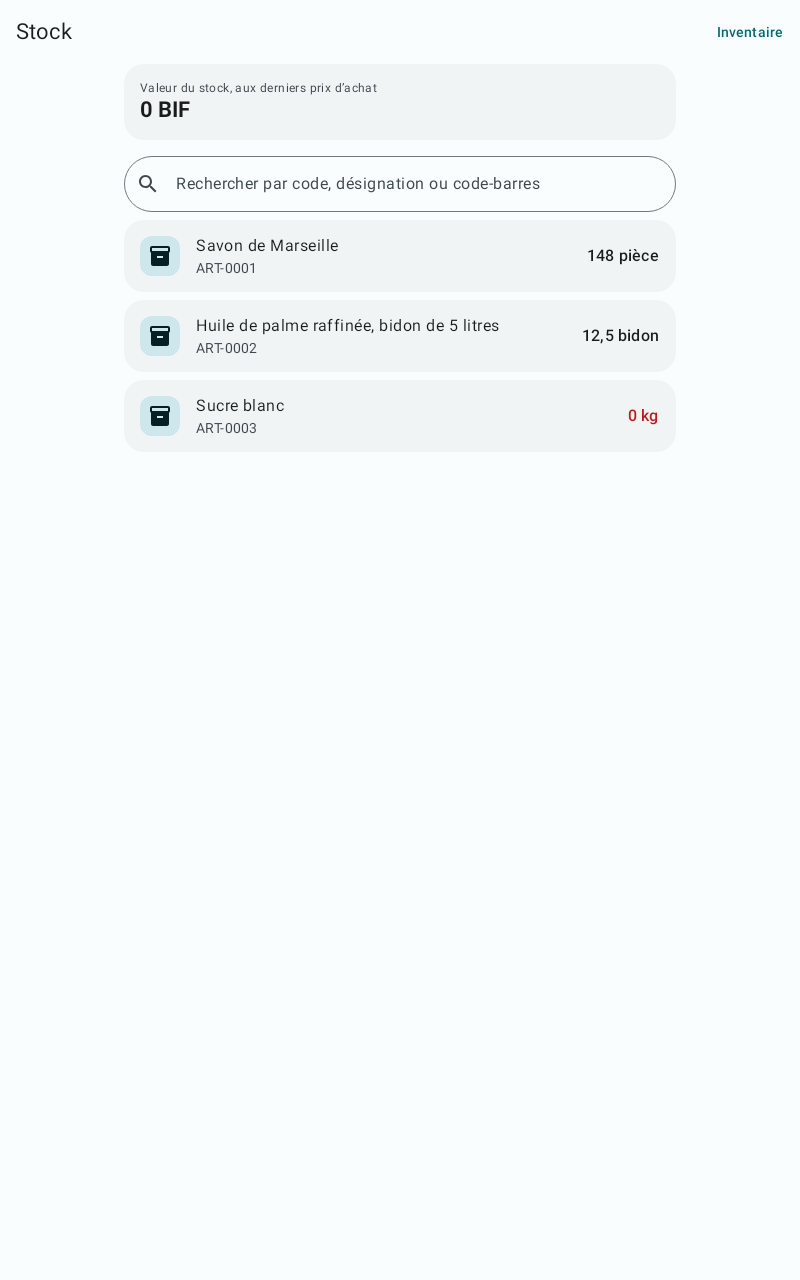 Stock
Inventaire
Valeur du stock, aux derniers prix d’achat
0 BIF
Rechercher par code, désignation ou code-barres
Savon de Marseille
ART-0001
148 pièce
Huile de palme raffinée, bidon de 5 litres
ART-0002
12,5 bidon
Sucre blanc
ART-0003
0 kg